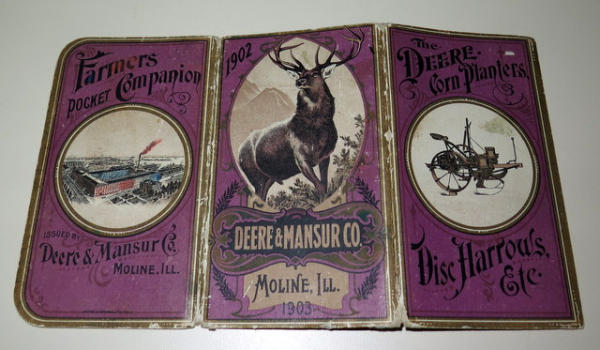 Farmers
POCKET Companion
ISSUED BY
Deere & Mansur Co.
MOLINE, ILL.
1902
DEERE & MANSUR CO.
MOLINE, ILL.
1903
The
DEERE
Corn Planters,
Disc Harrows,
Etc.